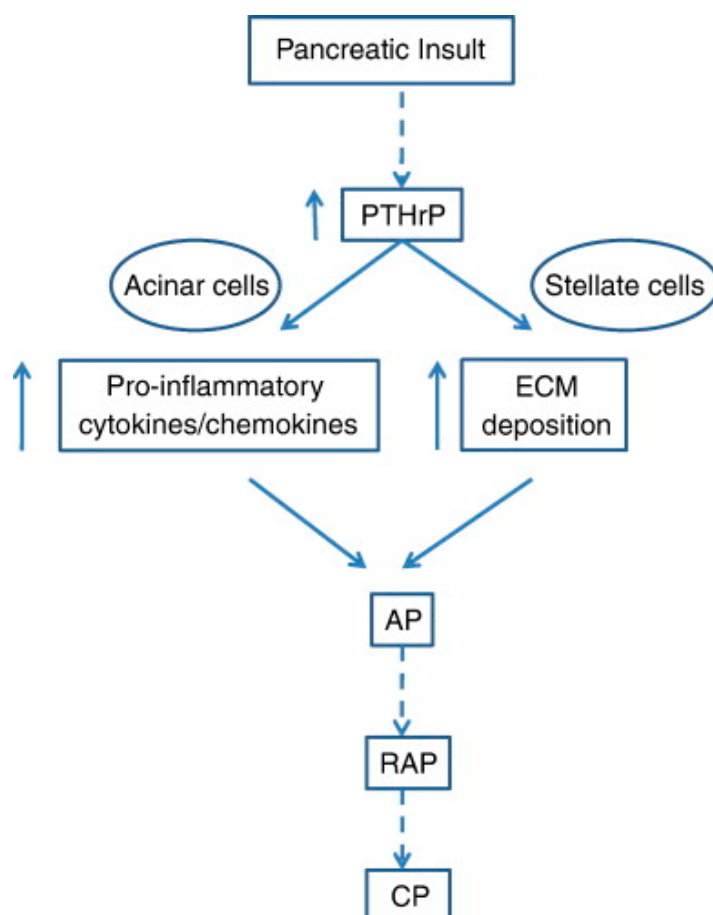 Pancreatic Insult
PTHrP
Acinar cells
Stellate cells
Pro-inflammatory
cytokines/chemokines
ECM
deposition
AP
RAP
CP